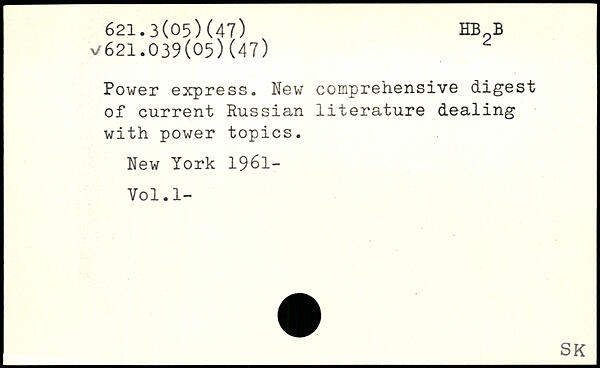 621.3(05)(47)
HB₂B
v621.039(05)(47)
Power express. New comprehensive digest
of current Russian literature dealing
with power topics.
New York 1961-
Vol.1-
SK